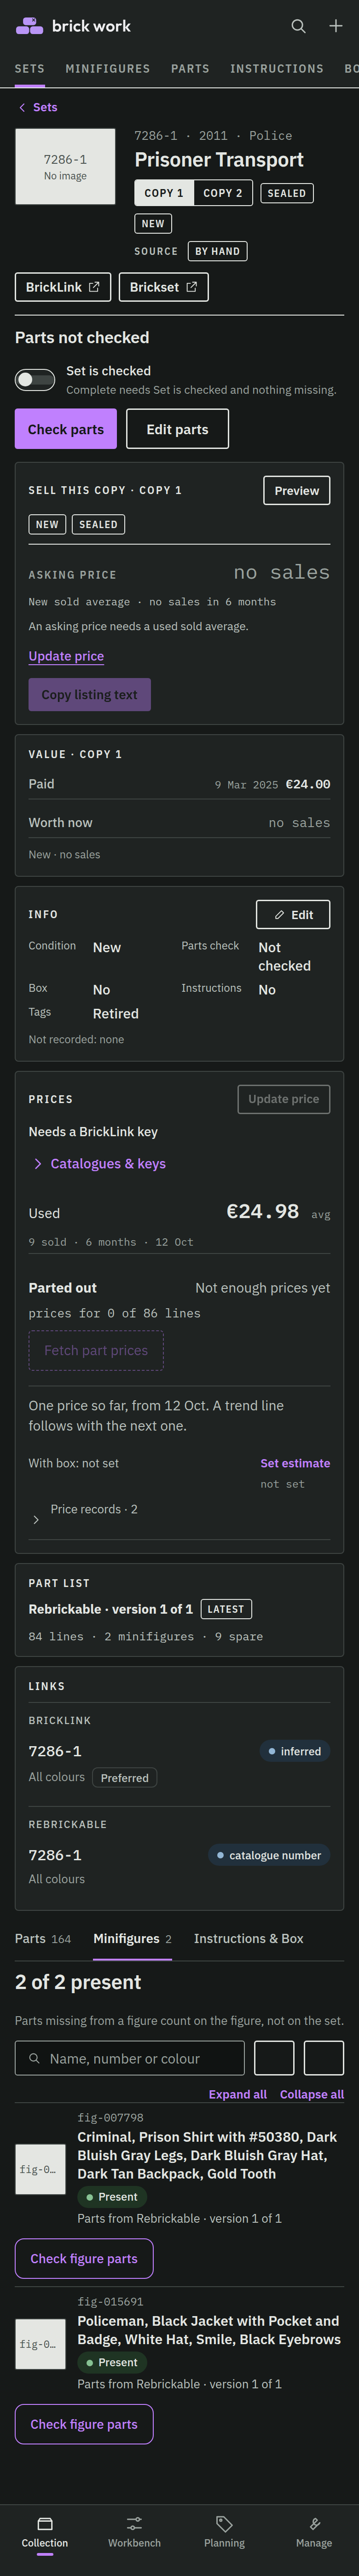 brick work
SETS MINIFIGURES PARTS INSTRUCTIONS BO
Sets
7286-1
No image
7286-1 · 2011 · Police
Prisoner Transport
COPY 1 COPY 2 SEALED
NEW
SOURCE BY HAND
BrickLink Brickset
Parts not checked
Set is checked
Complete needs Set is checked and nothing missing.
Check parts Edit parts
SELL THIS COPY · COPY 1 Preview
NEW SEALED
ASKING PRICE no sales
New sold average · no sales in 6 months
An asking price needs a used sold average.
Update price
Copy listing text
VALUE · COPY 1
Paid 9 Mar 2025 €24.00
Worth now no sales
New · no sales
INFO Edit
Condition New Parts check Not
checked
Box No Instructions No
Tags Retired
Not recorded: none
PRICES Update price
Needs a BrickLink key
Catalogues & keys
Used €24.98 avg
9 sold · 6 months · 12 Oct
Parted out Not enough prices yet
prices for 0 of 86 lines
Fetch part prices
One price so far, from 12 Oct. A trend line
follows with the next one.
With box: not set Set estimate
not set
Price records · 2
PART LIST
Rebrickable · version 1 of 1 LATEST
84 lines · 2 minifigures · 9 spare
LINKS
BRICKLINK
7286-1 inferred
All colours Preferred
REBRICKABLE
7286-1 catalogue number
All colours
Parts 164 Minifigures 2 Instructions & Box
2 of 2 present
Parts missing from a figure count on the figure, not on the set.
Name, number or colour
Expand all Collapse all
fig-007798
fig-0…
Criminal, Prison Shirt with #50380, Dark
Bluish Gray Legs, Dark Bluish Gray Hat,
Dark Tan Backpack, Gold Tooth
Present
Parts from Rebrickable · version 1 of 1
Check figure parts
fig-015691
fig-0…
Policeman, Black Jacket with Pocket and
Badge, White Hat, Smile, Black Eyebrows
Present
Parts from Rebrickable · version 1 of 1
Check figure parts
Collection Workbench Planning Manage